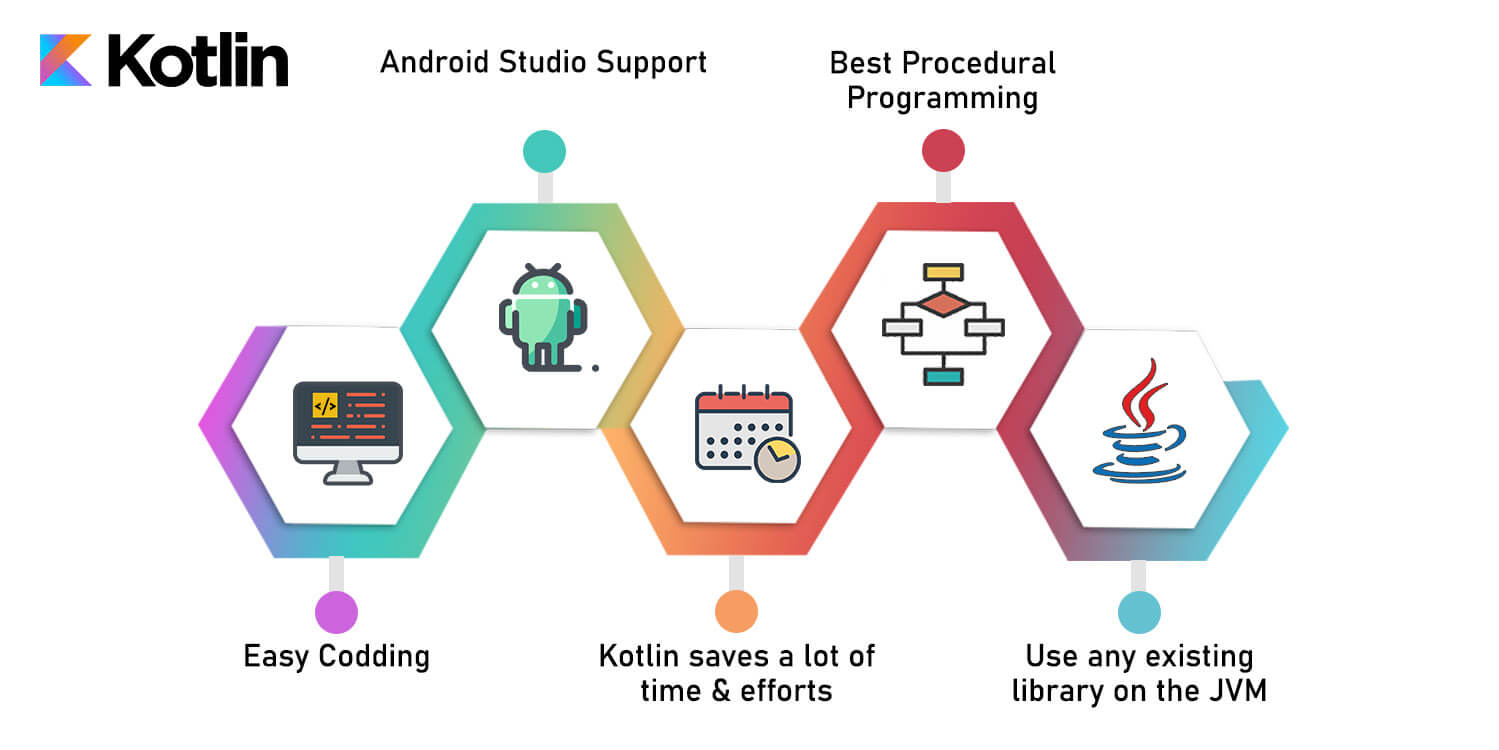 Kotlin
Android Studio Support
Best Procedural
Programming
</>
Easy Codding
Kotlin saves a lot of
time & efforts
Use any existing
library on the JVM